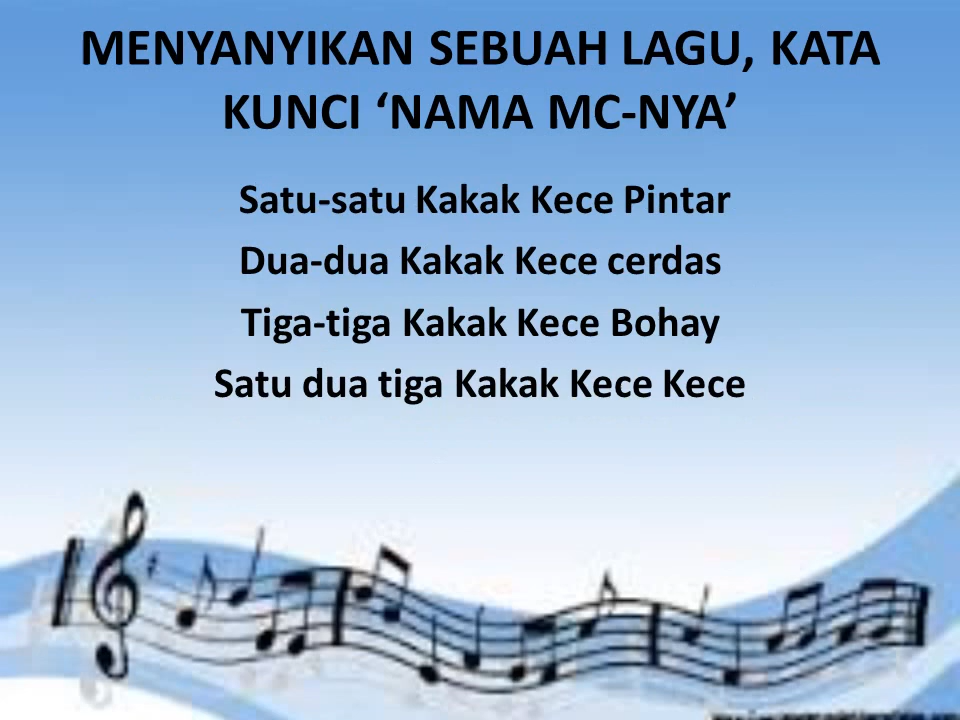 MENYANYIKAN SEBUAH LAGU, KATA
KUNCI ‘NAMA MC-NYA’
Satu-satu Kakak Kece Pintar
Dua-dua Kakak Kece cerdas
Tiga-tiga Kakak Kece Bohay
Satu dua tiga Kakak Kece Kece